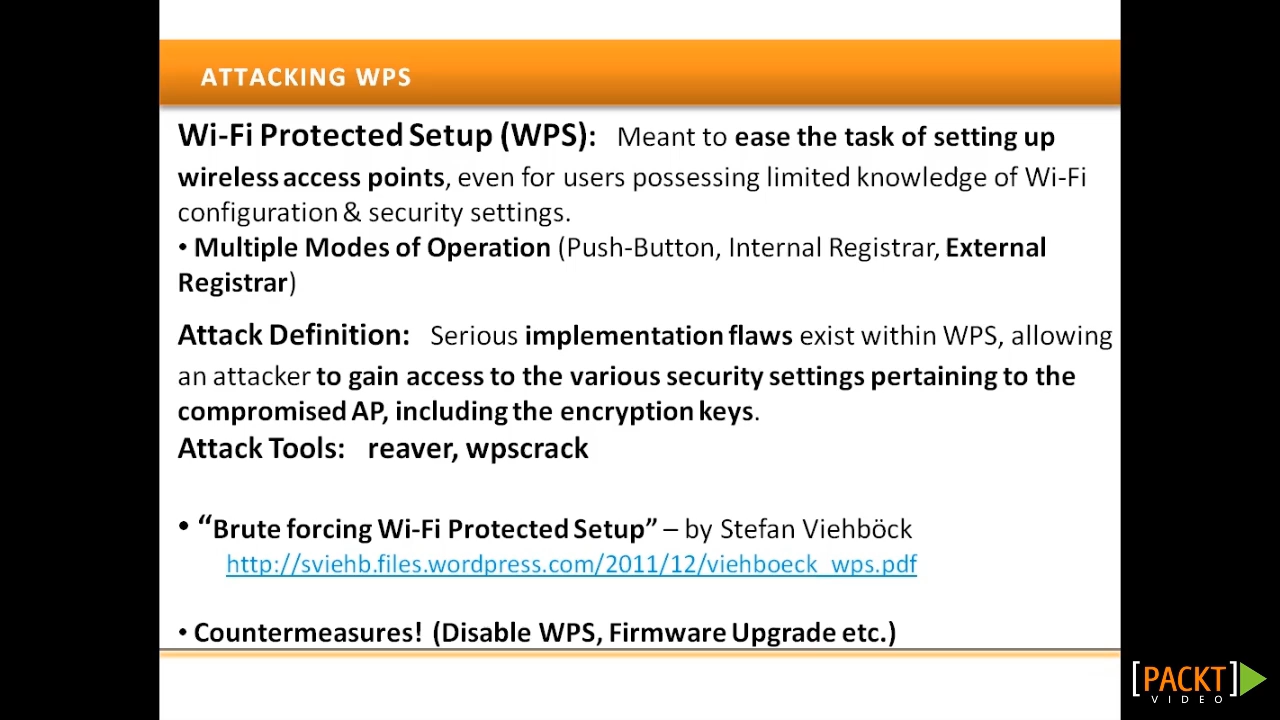 ATTACKING WPS
Wi-Fi Protected Setup (WPS): Meant to ease the task of setting up
wireless access points, even for users possessing limited knowledge of Wi-Fi
configuration & security settings.
• Multiple Modes of Operation (Push-Button, Internal Registrar, External
Registrar)
Attack Definition: Serious implementation flaws exist within WPS, allowing
an attacker to gain access to the various security settings pertaining to the
compromised AP, including the encryption keys.
Attack Tools: reaver, wpscrack
• “Brute forcing Wi-Fi Protected Setup” – by Stefan Viehböck
http://sviehb.files.wordpress.com/2011/12/viehboeck_wps.pdf
• Countermeasures! (Disable WPS, Firmware Upgrade etc.)
[PACKT]
VIDEO